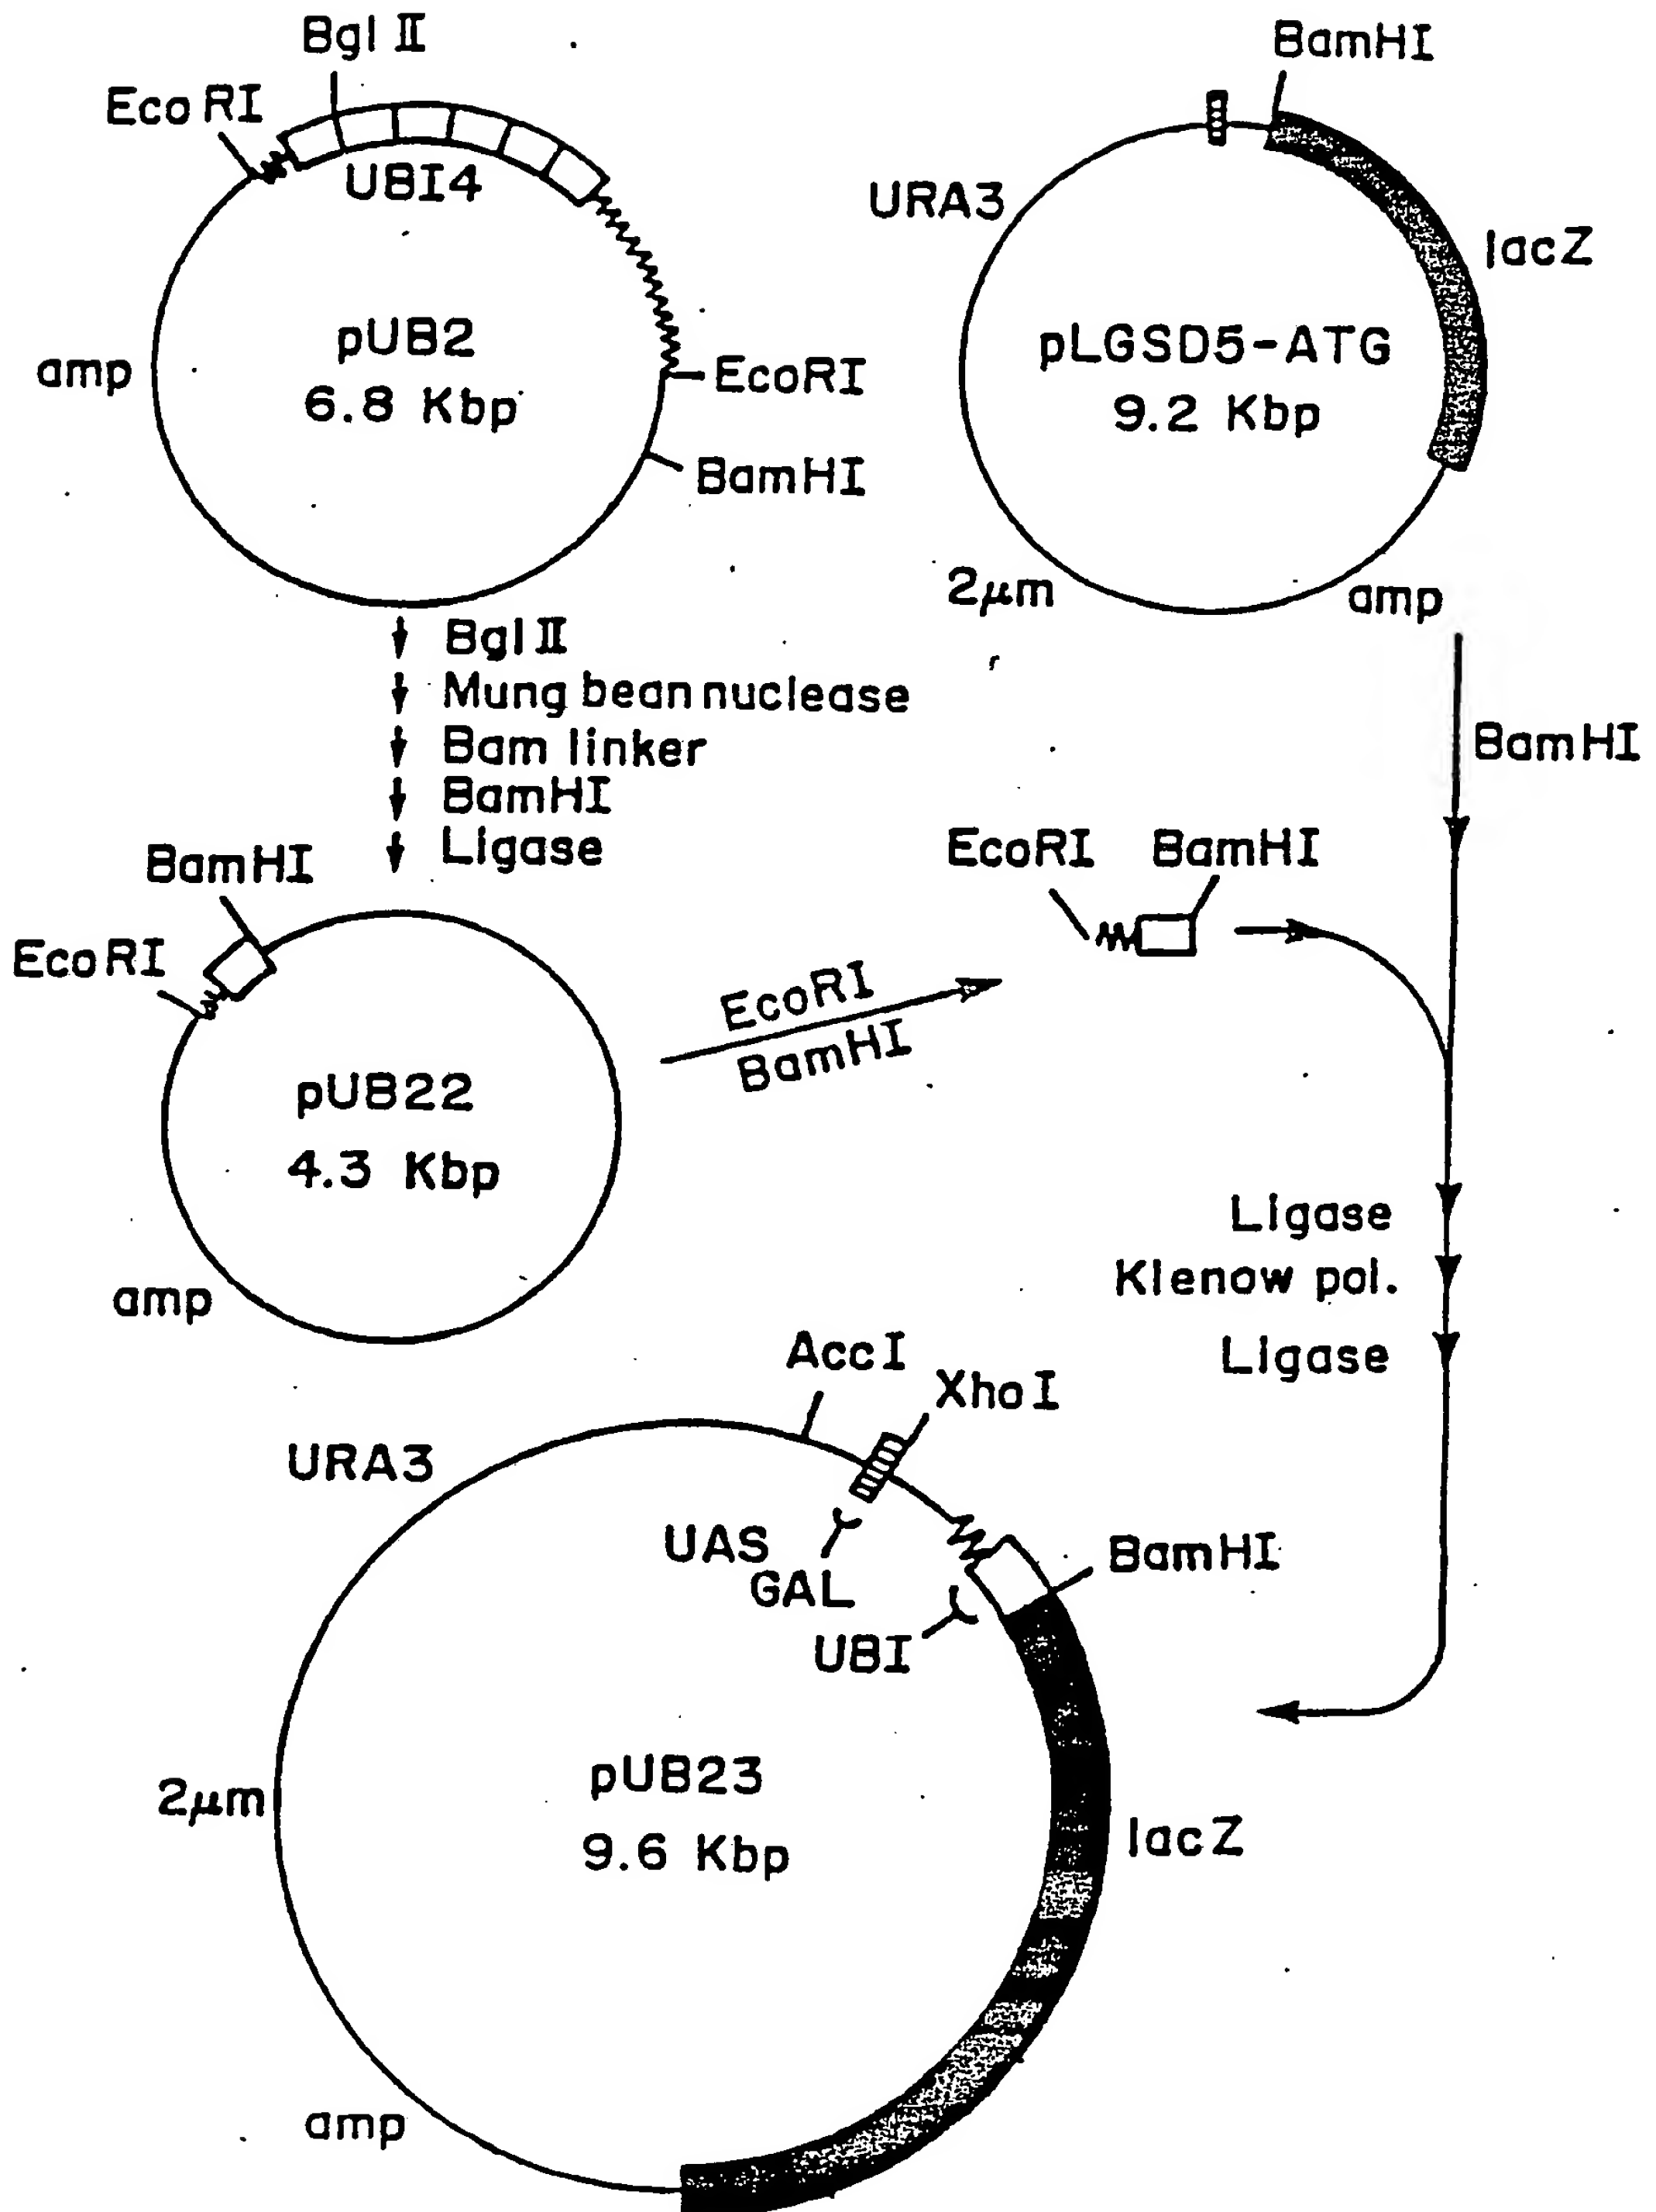 Bgl II
Eco RI
UBI4
pUB2
6.8 Kbp
amp
EcoRI
BamHI
BamHI
URA3
lacZ
pLGSD5-ATG
9.2 Kbp
2μm
amp
Bgl II
Mung bean nuclease
Bam linker
BamHI
Ligase
BamHI
BamHI
EcoRI
pUB22
4.3 Kbp
amp
EcoRI
BamHI
EcoRI
BamHI
Ligase
Klenow pol.
Ligase
Acc I
Xho I
URA3
UAS
GAL
UBI
BamHI
2μm
pUB23
9.6 Kbp
lacZ
amp